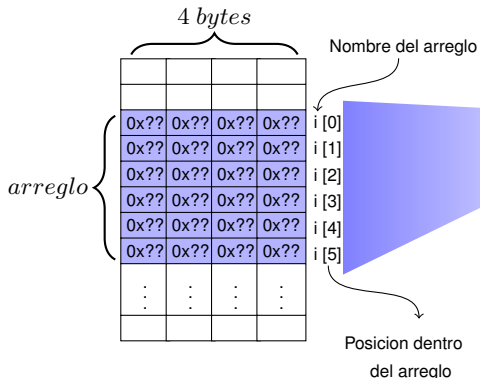 4 bytes
Nombre del arreglo
0x?? 0x?? 0x?? 0x?? i [0]
0x?? 0x?? 0x?? 0x?? i [1]
0x?? 0x?? 0x?? 0x?? i [2]
arreglo
0x?? 0x?? 0x?? 0x?? i [3]
0x?? 0x?? 0x?? 0x?? i [4]
0x?? 0x?? 0x?? 0x?? i [5]
Posicion dentro
del arreglo